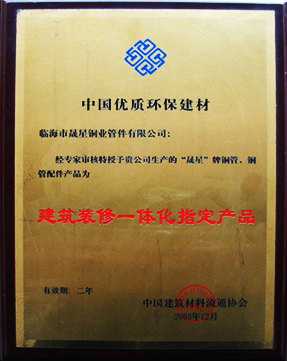 中国优质环保建材
临海市晟星铜业管件有限公司：
经专家审核特授予贵公司生产的“晟星”牌铜管、铜
管配件产品为
建筑装修一体化指定产品
有效期：二年
中国建筑材料流通协会
2003年12月